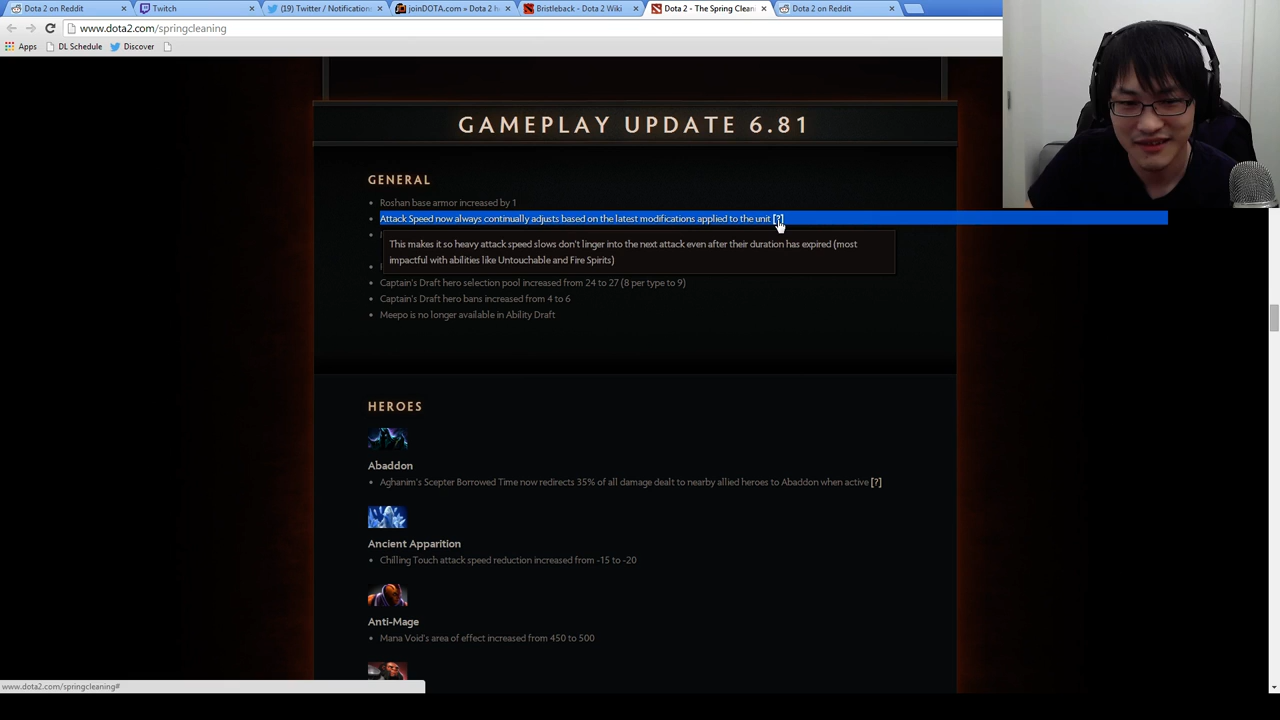 Dota 2 on Reddit
Twitch
(19) Twitter / Notification
joinDOTA.com » Dota 2 h
Bristleback - Dota 2 Wiki
Dota 2 - The Spring Clean
Dota 2 on Reddit
www.dota2.com/springcleaning
Apps
DL Schedule
Discover
GAMEPLAY UPDATE 6.81
GENERAL
Roshan base armor increased by 1
Attack Speed now always continually adjusts based on the latest modifications applied to the unit [?]
This makes it so heavy attack speed slows don't linger into the next attack even after their duration has expired (most
impactful with abilities like Untouchable and Fire Spirits)
Captain's Draft hero selection pool increased from 24 to 27 (8 per type to 9)
Captain's Draft hero bans increased from 4 to 6
Meepo is no longer available in Ability Draft
HEROES
Abaddon
Aghanim's Scepter Borrowed Time now redirects 35% of all damage dealt to nearby allied heroes to Abaddon when active [?]
Ancient Apparition
Chilling Touch attack speed reduction increased from -15 to -20
Anti-Mage
Mana Void's area of effect increased from 450 to 500
www.dota2.com/springcleaning#